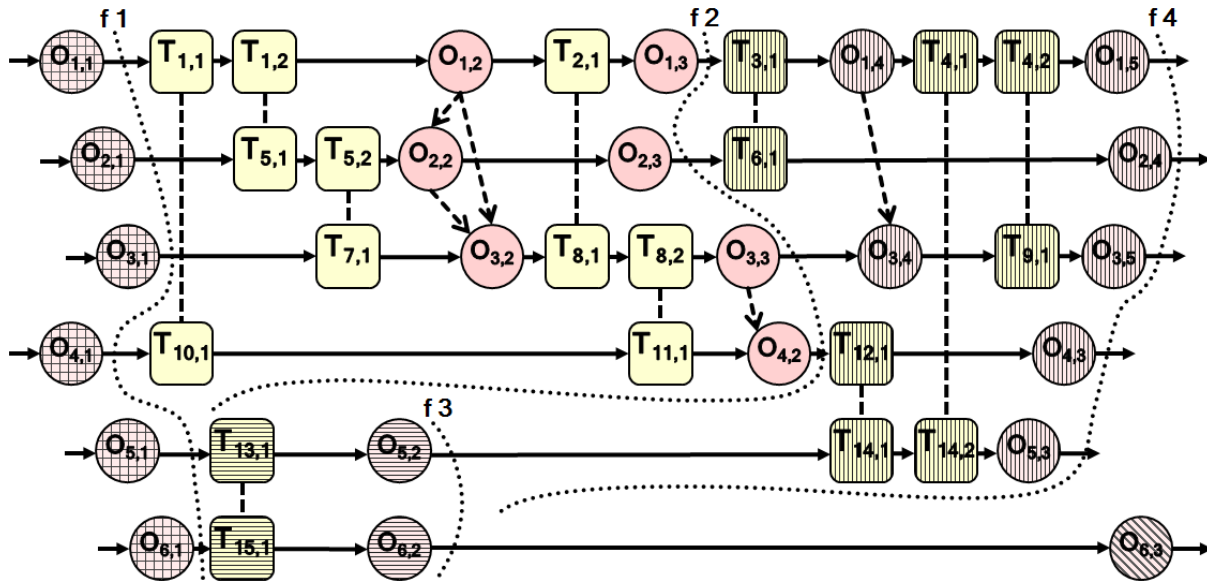 f 1 f 2 f 4
O1,1 T1,1 T1,2 O1,2 T2,1 O1,3 T3,1 O1,4 T4,1 T4,2 O1,5
O2,1 T5,1 T5,2 O2,2 O2,3 T6,1 O2,4
O3,1 T7,1 O3,2 T8,1 T8,2 O3,3 O3,4 T9,1 O3,5
O4,1 T10,1 T11,1 O4,2 T12,1 O4,3
f 3
O5,1 T13,1 O5,2 T14,1 T14,2 O5,3
O6,1 T15,1 O6,2 O6,3